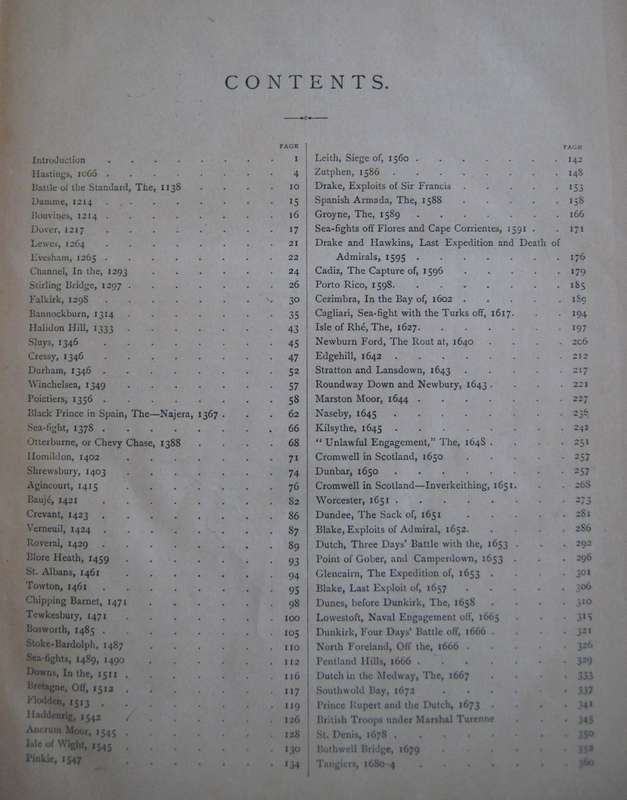 CONTENTS.
PAGE
Introduction . . . . . . . 1
Hastings, 1066 . . . . . . . 4
Battle of the Standard, The, 1138 . . . . 10
Damme, 1214 . . . . . . . 15
Bouvines, 1214 . . . . . . . 16
Dover, 1217 . . . . . . . 17
Lewes, 1264 . . . . . . . 21
Evesham, 1265 . . . . . . . 22
Channel, In the, 1293 . . . . . . 24
Stirling Bridge, 1297 . . . . . . 26
Falkirk, 1298 . . . . . . . 30
Bannockburn, 1314 . . . . . . . 35
Halidon Hill, 1333 . . . . . . 43
Sluys, 1346 . . . . . . . 45
Cressy, 1346 . . . . . . . 47
Durham, 1346 . . . . . . . 52
Winchelsea, 1349 . . . . . . 57
Poictiers, 1356 . . . . . . . 58
Black Prince in Spain, The—Najera, 1367 . . . 62
Sea-fight, 1378 . . . . . . . 66
Otterburne, or Chevy Chase, 1388 . . . . 68
Homildon, 1402 . . . . . . 71
Shrewsbury, 1403 . . . . . . 74
Agincourt, 1415 . . . . . . 76
Baujé, 1421 . . . . . . . 82
Crevant, 1423 . . . . . . . 86
Verneuil, 1424 . . . . . . . 87
Roveral, 1429 . . . . . . . 89
Blore Heath, 1459 . . . . . . 93
St. Albans, 1461 . . . . . . 94
Towton, 1461 . . . . . . . 95
Chipping Barnet, 1471 . . . . . 98
Tewkesbury, 1471 . . . . . . 100
Bosworth, 1485 . . . . . . . 105
Stoke-Bardolph, 1487 . . . . . . 110
Sea-fights, 1489, 1490 . . . . . . 112
Downs, In the, 1511 . . . . . . 116
Bretagne, Off, 1512 . . . . . . 117
Flodden, 1513 . . . . . . . 119
Haddenrig, 1542 . . . . . . 126
Ancrum Moor, 1545 . . . . . . 128
Isle of Wight, 1545 . . . . . . 130
Pinkie, 1547 . . . . . . . 134
PAGE
Leith, Siege of, 1560 . . . . . . 142
Zutphen, 1586 . . . . . . . 148
Drake, Exploits of Sir Francis . . . . 153
Spanish Armada, The, 1588 . . . . . 158
Groyne, The, 1589 . . . . . . 166
Sea-fights off Flores and Cape Corrientes, 1591 . . 171
Drake and Hawkins, Last Expedition and Death of
Admirals, 1595 . . . . . . 176
Cadiz, The Capture of, 1596 . . . . . 179
Porto Rico, 1598. . . . . . . 185
Cezimbra, In the Bay of, 1602 . . . . . 189
Cagliari, Sea-fight with the Turks off, 1617. . . 194
Isle of Rhé, The, 1627. . . . . . 197
Newburn Ford, The Rout at, 1640 . . . . 206
Edgehill, 1642 . . . . . . . 212
Stratton and Lansdown, 1643 . . . . . 217
Roundway Down and Newbury, 1643 . . . . 221
Marston Moor, 1644 . . . . . . 227
Naseby, 1645 . . . . . . . 236
Kilsythe, 1645 . . . . . . . 242
" Unlawful Engagement," The, 1648 . . . . 251
Cromwell in Scotland, 1650 . . . . . 257
Dunbar, 1650 . . . . . . . 257
Cromwell in Scotland—Inverkeithing, 1651. . . 268
Worcester, 1651 . . . . . . . 273
Dundee, The Sack of, 1651 . . . . . 281
Blake, Exploits of Admiral, 1652. . . . . 286
Dutch, Three Days' Battle with the, 1653 . . . 292
Point of Gober, and Camperdown, 1653 . . . 296
Glencairn, The Expedition of, 1653 . . . . 301
Blake, Last Exploit of, 1657 . . . . . 306
Dunes, before Dunkirk, The, 1658 . . . . 310
Lowestoft, Naval Engagement off, 1665 . . . 315
Dunkirk, Four Days' Battle off, 1666 . . . . 321
North Foreland, Off the, 1666 . . . . . 326
Pentland Hills, 1666 . . . . . . 329
Dutch in the Medway, The, 1667 . . . . 333
Southwold Bay, 1672 . . . . . . 337
Prince Rupert and the Dutch, 1673 . . . . 341
British Troops under Marshal Turenne . . . 345
St. Denis, 1678 . . . . . . . 350
Bothwell Bridge, 1679 . . . . . . 352
Tangiers, 1680-4 . . . . . . 360